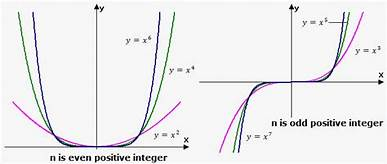 y
y = x⁶
y = x⁴
y = x²
x
n is even positive integer
y
y = x⁵
y = x³
x
n is odd positive integer
y = x⁷